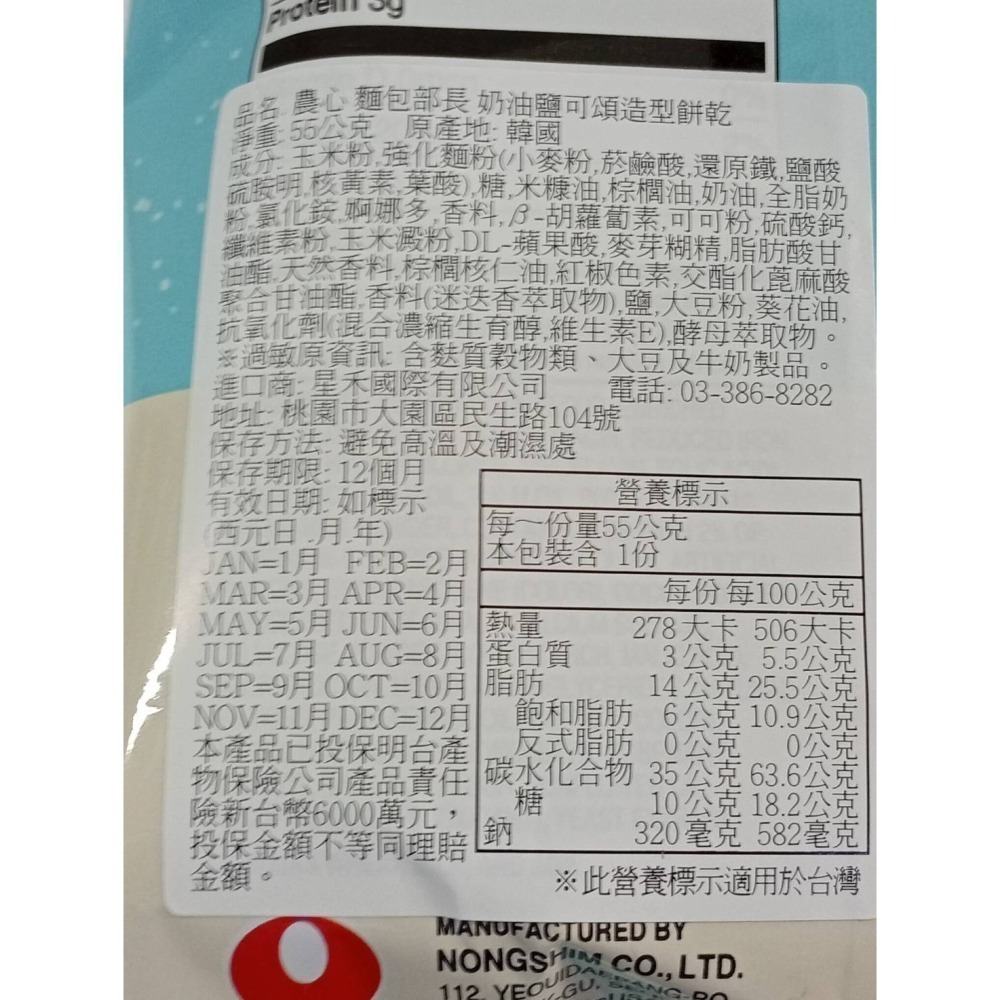 Protein 3g
品名: 農心 麵包部長 奶油鹽可頌造型餅乾
淨重: 55公克 原產地: 韓國
成分: 玉米粉,強化麵粉(小麥粉,菸鹼酸,還原鐵,鹽酸
硫胺明,核黃素,葉酸),糖,米糠油,棕櫚油,奶油,全脂奶
粉,氯化銨,婀娜多,香料,β-胡蘿蔔素,可可粉,硫酸鈣,
纖維素粉,玉米澱粉,DL-蘋果酸,麥芽糊精,脂肪酸甘
油酯,天然香料,棕櫚核仁油,紅椒色素,交酯化蓖麻酸
聚合甘油酯,香料(迷迭香萃取物),鹽,大豆粉,葵花油,
抗氧化劑(混合濃縮生育醇,維生素E),酵母萃取物。
※過敏原資訊: 含麩質穀物類、大豆及牛奶製品。
進口商: 星禾國際有限公司 電話: 03-386-8282
地址: 桃園市大園區民生路104號
保存方法: 避免高溫及潮濕處
保存期限: 12個月
有效日期: 如標示
(西元日.月.年)
JAN=1月 FEB=2月
MAR=3月 APR=4月
MAY=5月 JUN=6月
JUL=7月 AUG=8月
SEP=9月 OCT=10月
NOV=11月 DEC=12月
本產品已投保明台產
物保險公司產品責任
險新台幣6000萬元，
投保金額不等同理賠
金額。
營養標示
每一份量55公克
本包裝含 1份
每份 每100公克
熱量 278大卡 506大卡
蛋白質 3公克 5.5公克
脂肪 14公克 25.5公克
飽和脂肪 6公克 10.9公克
反式脂肪 0公克 0公克
碳水化合物 35公克 63.6公克
糖 10公克 18.2公克
鈉 320毫克 582毫克
※此營養標示適用於台灣
MANUFACTURED BY
NONGSHIM CO., LTD.
112, YEOUIDAEBANG-RO